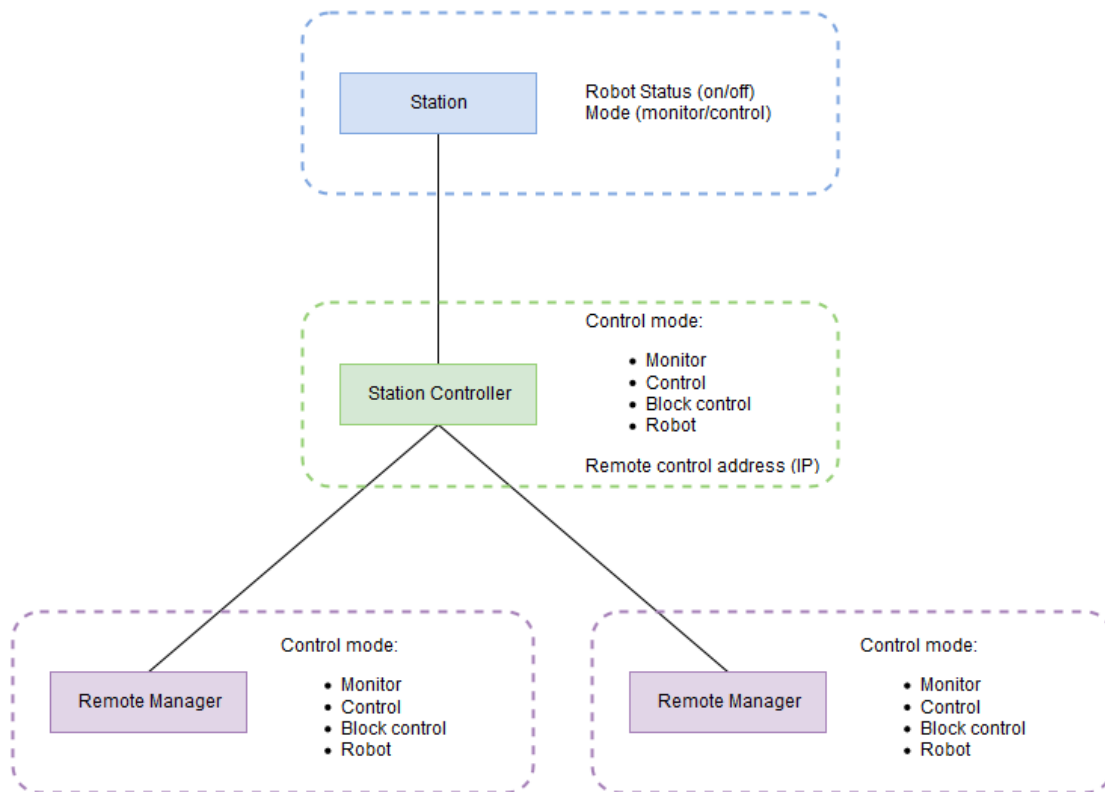 Station
Robot Status (on/off)
Mode (monitor/control)
Control mode:
• Monitor
• Control
• Block control
• Robot
Station Controller
Remote control address (IP)
Control mode:
• Monitor
• Control
• Block control
• Robot
Remote Manager
Control mode:
• Monitor
• Control
• Block control
• Robot
Remote Manager